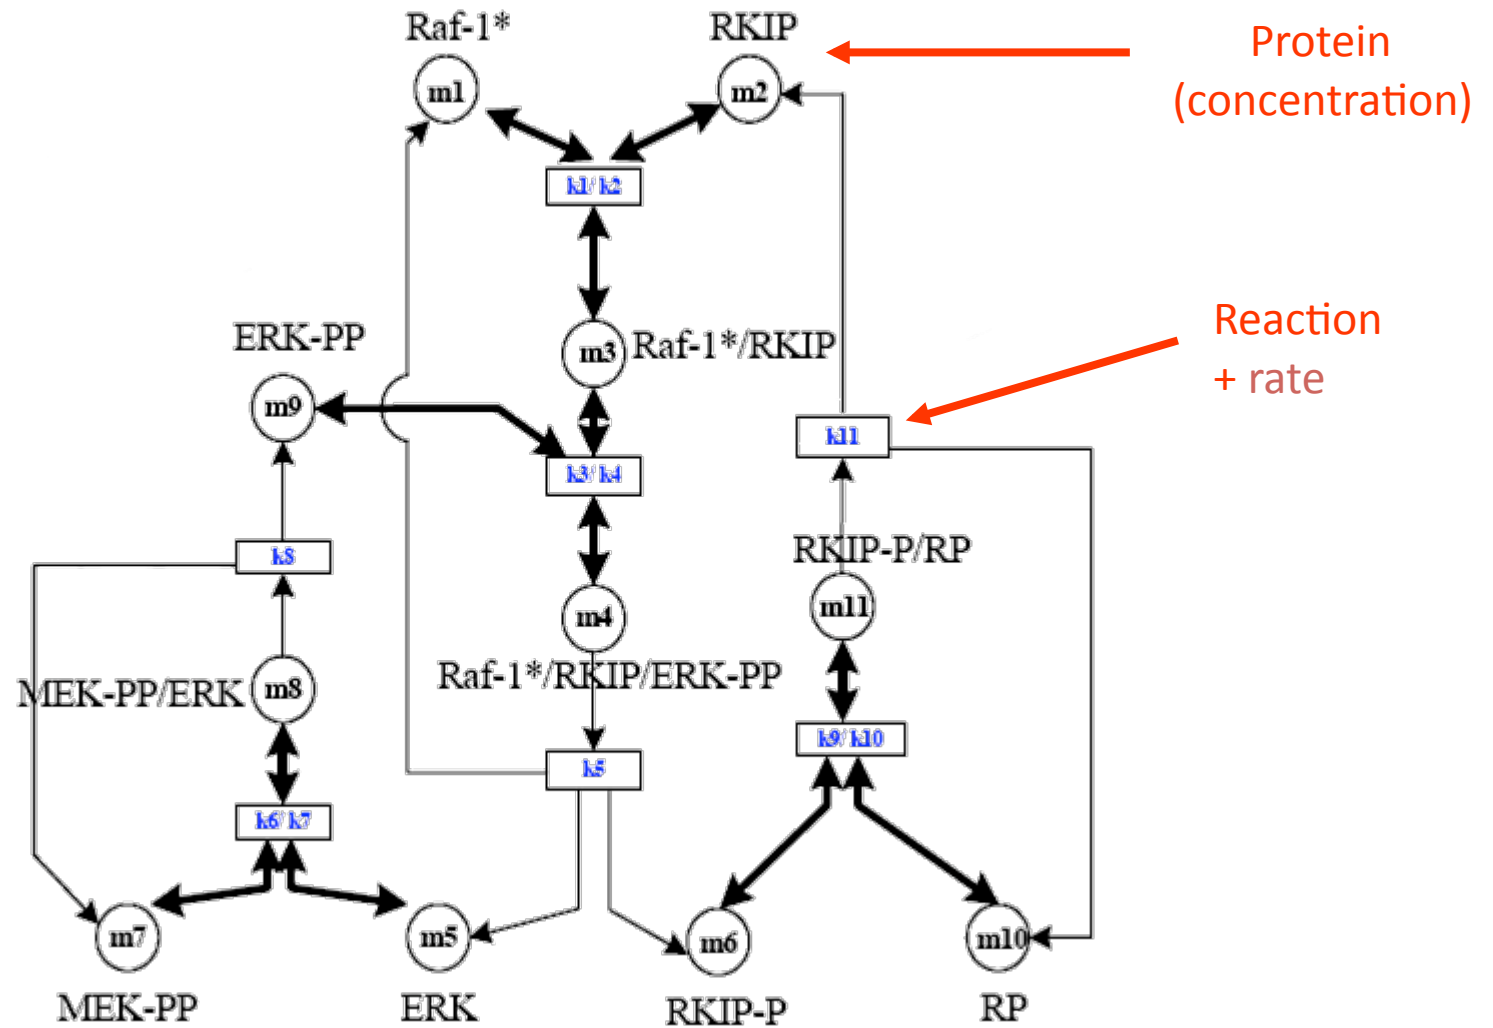 Raf-1*
RKIP
Protein
(concentration)
m1
m2
k1/k2
Reaction
+ rate
ERK-PP
m3
Raf-1*/RKIP
m9
k11
k3/k4
k8
RKIP-P/RP
m11
m4
Raf-1*/RKIP/ERK-PP
MEK-PP/ERK
m8
k9/k10
k5
k6/k7
m7
m5
m6
m10
MEK-PP
ERK
RKIP-P
RP